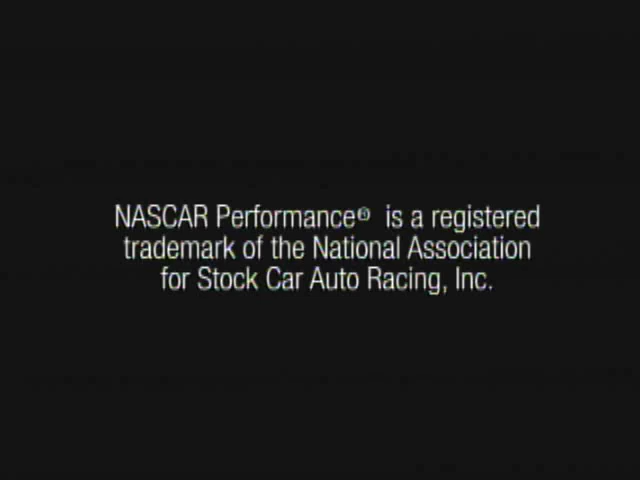 NASCAR Performance® is a registered
trademark of the National Association
for Stock Car Auto Racing, Inc.